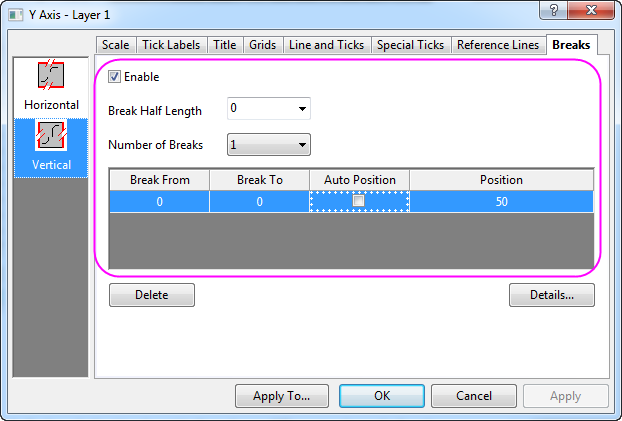 Y Axis - Layer 1
?
Scale Tick Labels Title Grids Line and Ticks Special Ticks Reference Lines Breaks
Horizontal
Vertical
Enable
Break Half Length 0
Number of Breaks 1
Break From Break To Auto Position Position
0 0 50
Delete Details...
Apply To... OK Cancel Apply